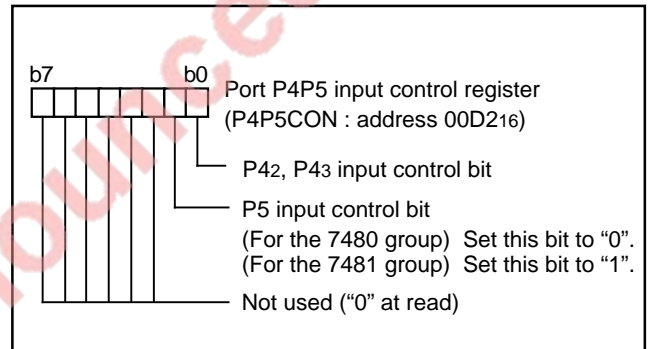 b7 b0
Port P4P5 input control register
(P4P5CON : address 00D216)
P42, P43 input control bit
P5 input control bit
(For the 7480 group) Set this bit to “0”.
(For the 7481 group) Set this bit to “1”.
Not used (“0” at read)